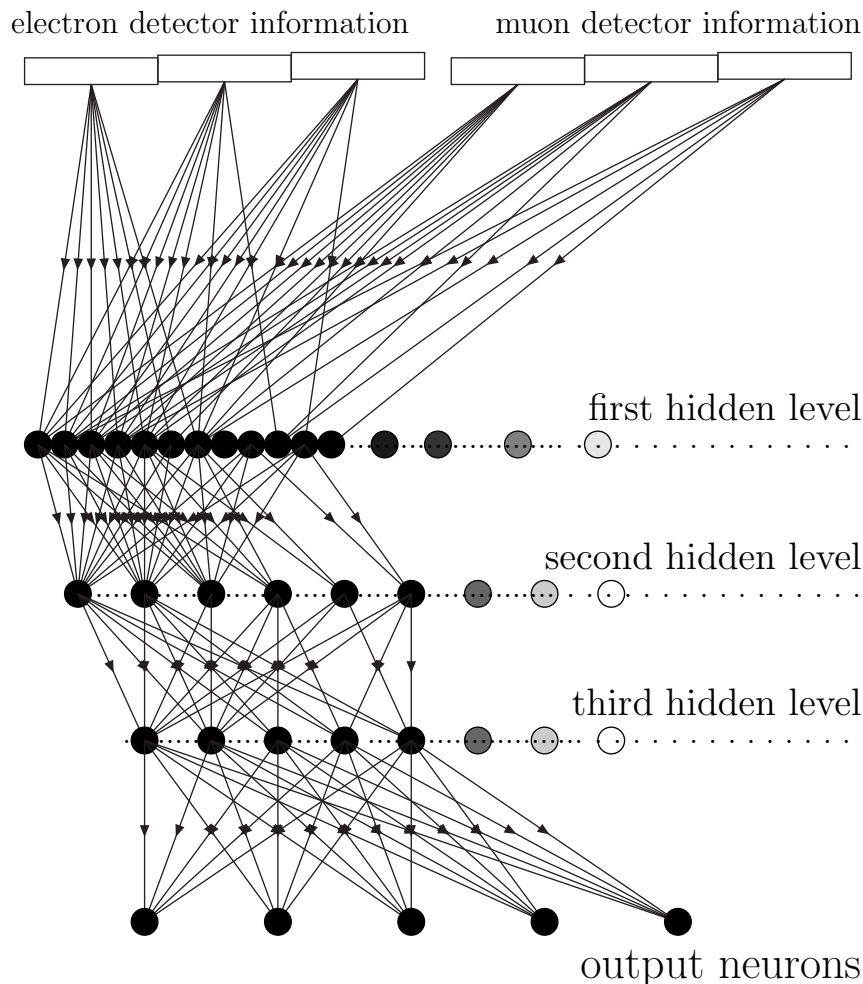 electron detector information
muon detector information
first hidden level
second hidden level
third hidden level
output neurons